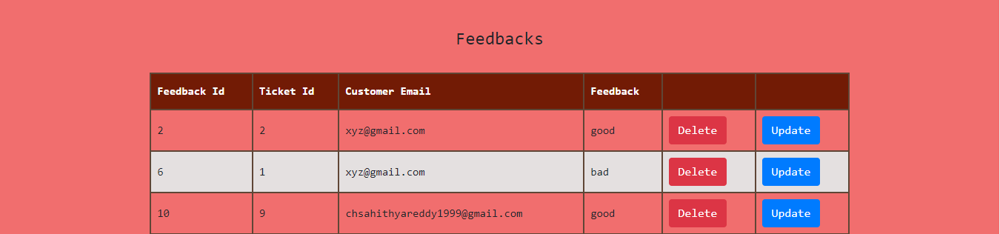 Feedbacks
Feedback Id Ticket Id Customer Email Feedback
2 2 xyz@gmail.com good Delete Update
6 1 xyz@gmail.com bad Delete Update
10 9 chsahithyareddy1999@gmail.com good Delete Update